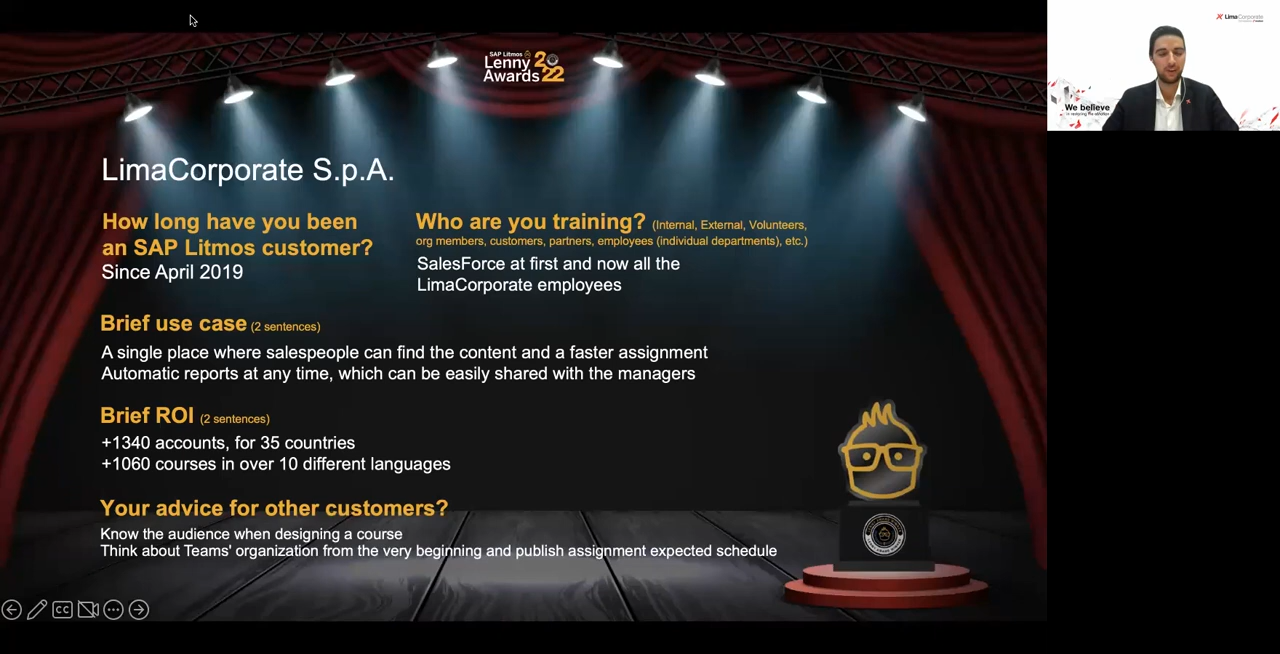 SAP Litmos
Lenny 20
Awards 22
LimaCorporate
We believe
LimaCorporate S.p.A.
How long have you been
an SAP Litmos customer?
Since April 2019
Who are you training? (Internal, External, Volunteers,
org members, customers, partners, employees (individual departments), etc.)
SalesForce at first and now all the
LimaCorporate employees
Brief use case (2 sentences)
A single place where salespeople can find the content and a faster assignment
Automatic reports at any time, which can be easily shared with the managers
Brief ROI (2 sentences)
+1340 accounts, for 35 countries
+1060 courses in over 10 different languages
Your advice for other customers?
Know the audience when designing a course
Think about Teams' organization from the very beginning and publish assignment expected schedule
CC